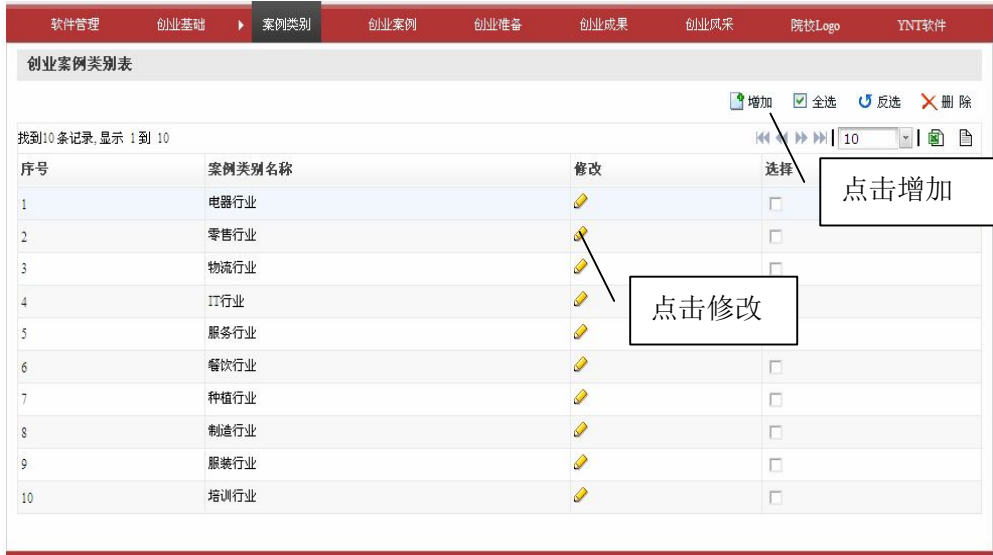 软件管理 创业基础 案例类别 创业案例 创业准备 创业成果 创业风采 院校Logo YNT软件
创业案例类别表
增加 全选 反选 删 除
找到10 条记录, 显示 1 到 10 10
序号 案例类别名称 修改 选择
点击增加
1 电器行业
2 零售行业
3 物流行业
4 IT行业
点击修改
5 服务行业
6 餐饮行业
7 种植行业
8 制造行业
9 服装行业
10 培训行业